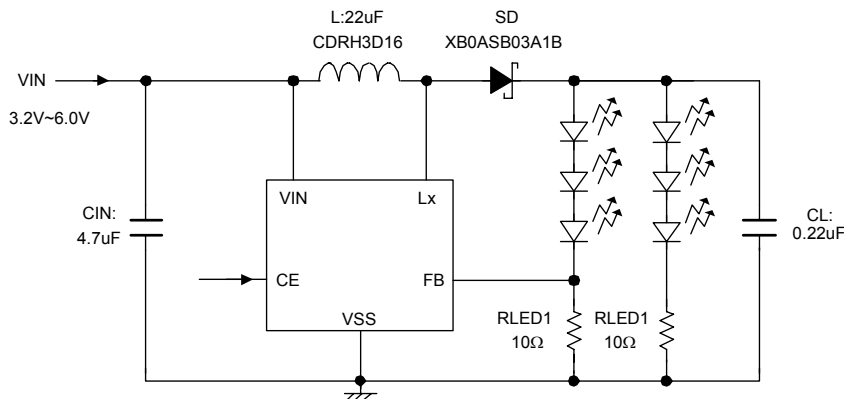 L:22uF
CDRH3D16
SD
XB0ASB03A1B
VIN
3.2V~6.0V
CIN:
4.7uF
VIN
Lx
CE
FB
VSS
RLED1
10Ω
RLED1
10Ω
CL:
0.22uF